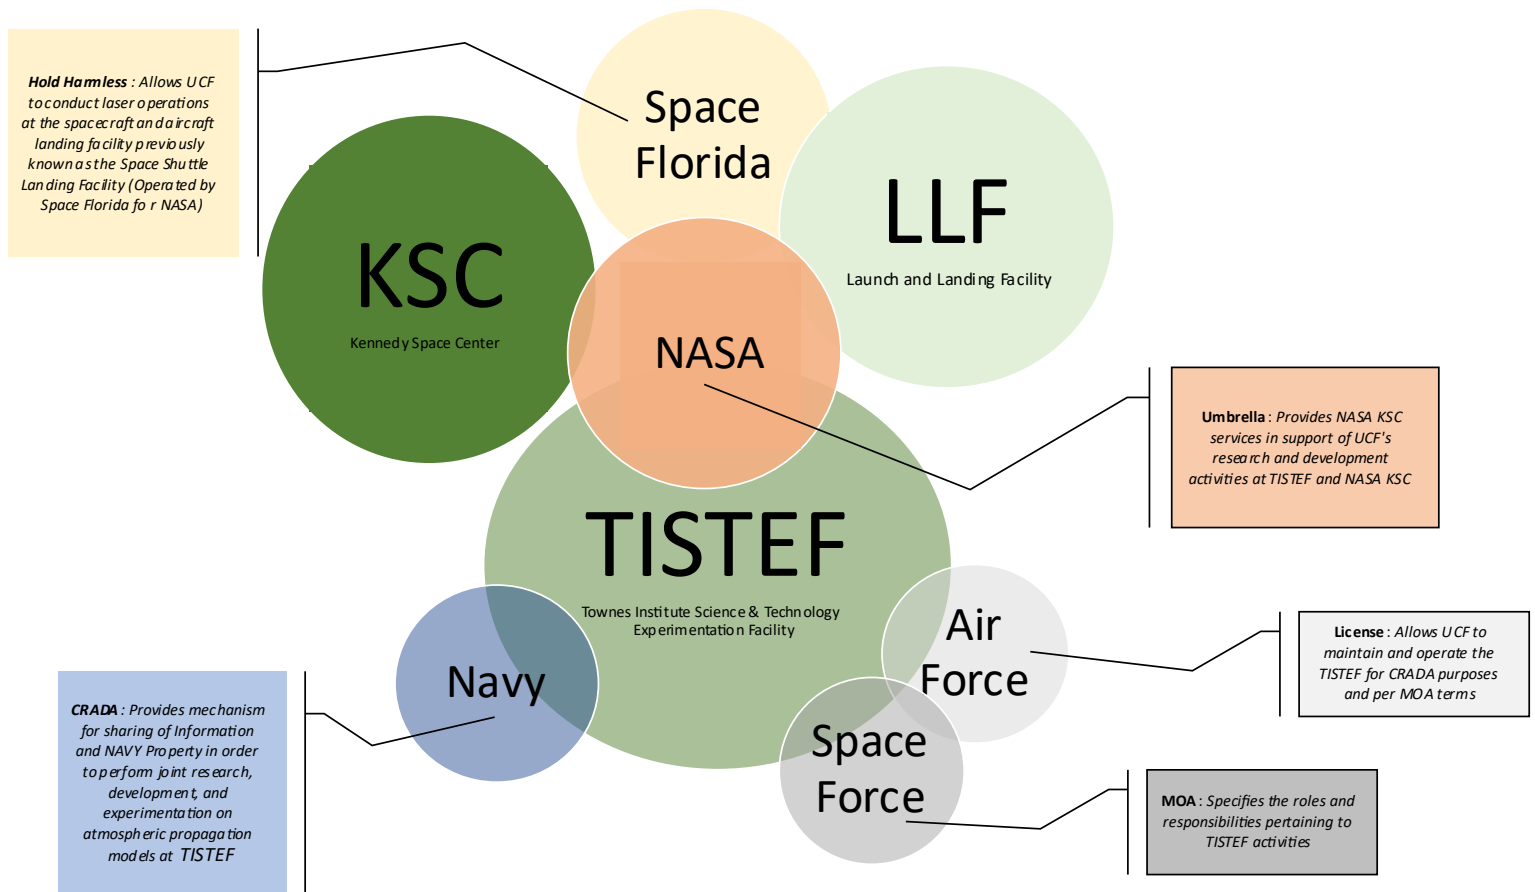 Hold Harmless : Allows UCF
to conduct laser operations
at the spacecraft and aircraft
landing facility previously
known as the Space Shuttle
Landing Facility (Operated by
Space Florida for NASA)
Space
Florida
LLF
Launch and Landing Facility
KSC
Kennedy Space Center
NASA
Umbrella : Provides NASA KSC
services in support of UCF's
research and development
activities at TISTEF and NASA KSC
TISTEF
Townes Institute Science & Technology
Experimentation Facility
Air
Force
License : Allows UCF to
maintain and operate the
TISTEF for CRADA purposes
and per MOA terms
Navy
CRADA : Provides mechanism
for sharing of Information
and NAVY Property in order
to perform joint research,
development, and
experimentation on
atmospheric propagation
models at TISTEF
Space
Force
MOA : Specifies the roles and
responsibilities pertaining to
TISTEF activities